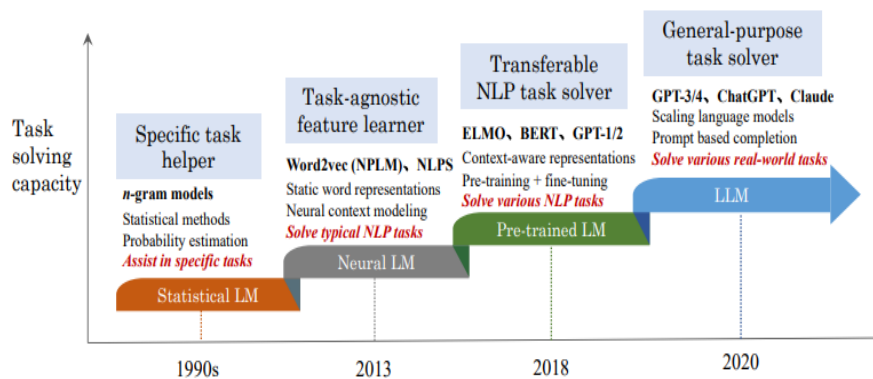 Task
solving
capacity
Specific task
helper
n-gram models
Statistical methods
Probability estimation
Assist in specific tasks
Statistical LM
1990s
Task-agnostic
feature learner
Word2vec (NPLM)、NLPS
Static word representations
Neural context modeling
Solve typical NLP tasks
Neural LM
2013
Transferable
NLP task solver
ELMO、BERT、GPT-1/2
Context-aware representations
Pre-training + fine-tuning
Solve various NLP tasks
Pre-trained LM
2018
General-purpose
task solver
GPT-3/4、ChatGPT、Claude
Scaling language models
Prompt based completion
Solve various real-world tasks
LLM
2020